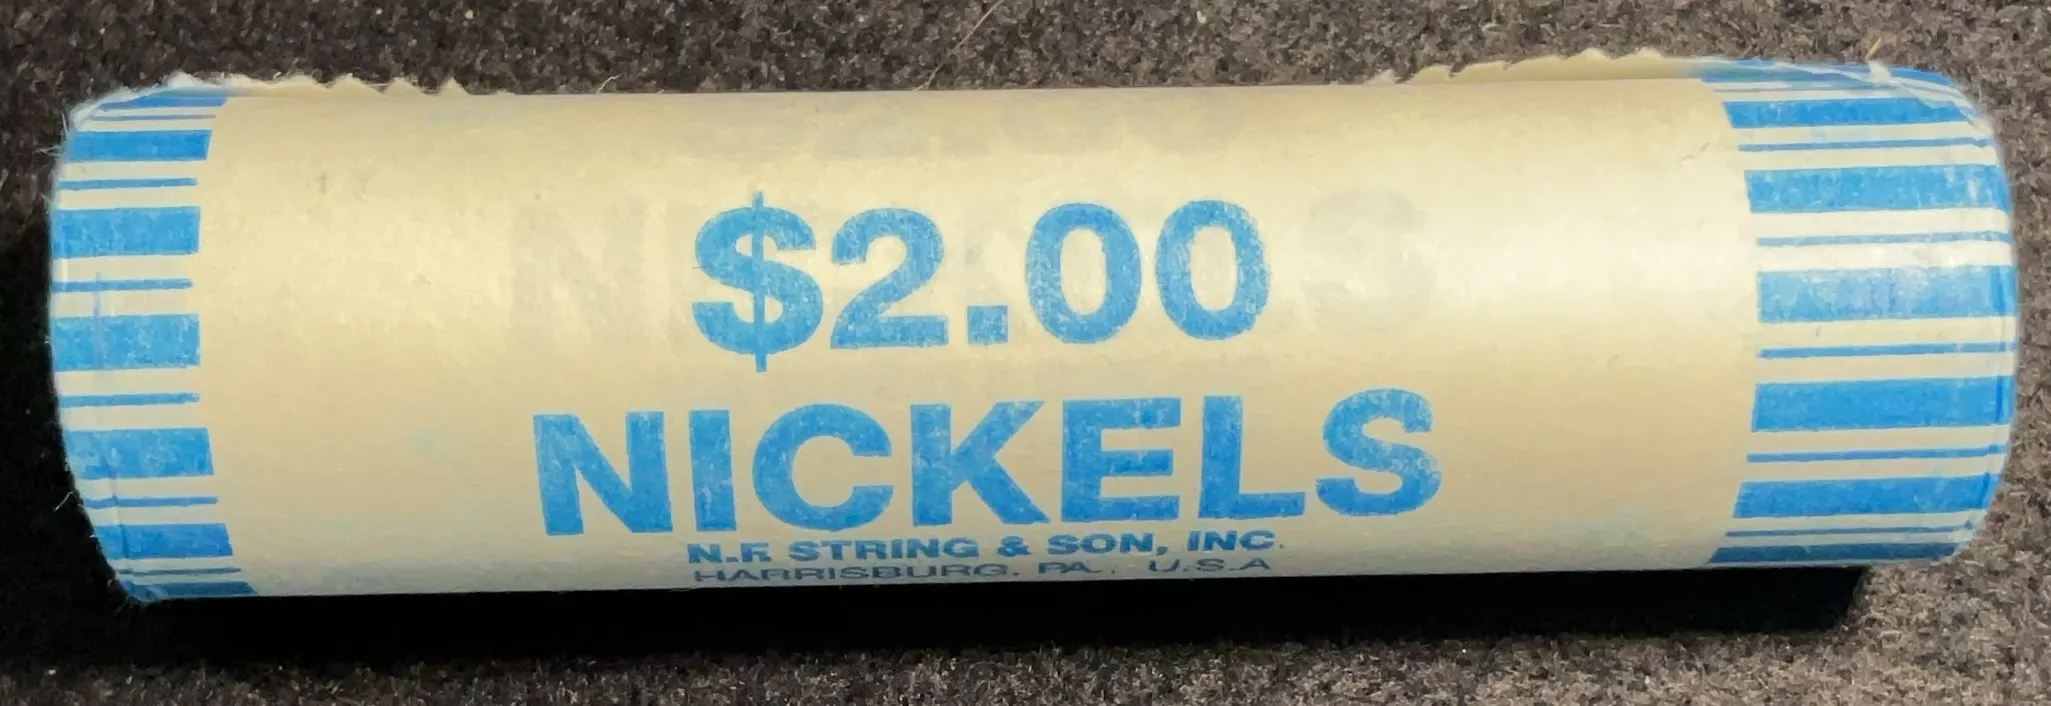 $2.00
NICKELS
N.F. STRING & SON, INC.
HARRISBURG, PA., U.S.A